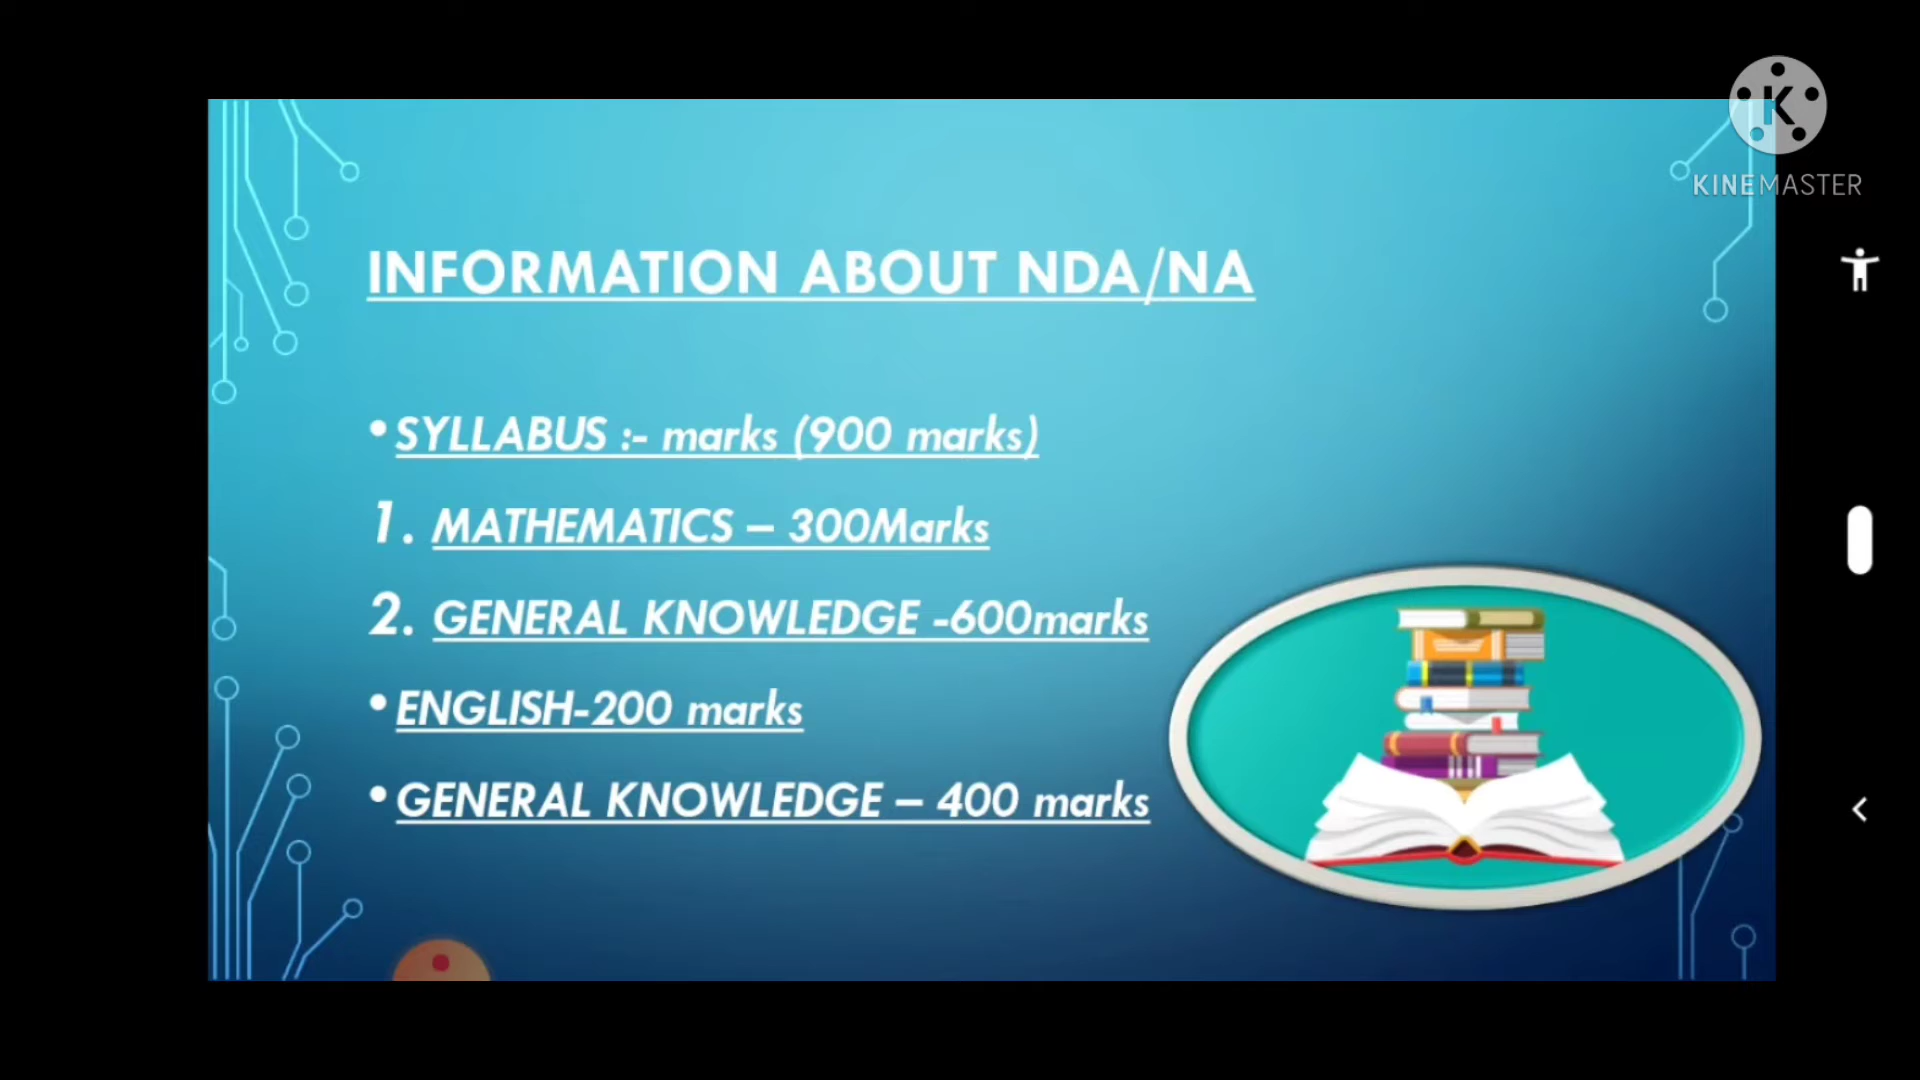 KINEMASTER
INFORMATION ABOUT NDA/NA
•SYLLABUS :- marks (900 marks)
1. MATHEMATICS – 300Marks
2. GENERAL KNOWLEDGE -600marks
•ENGLISH-200 marks
•GENERAL KNOWLEDGE – 400 marks